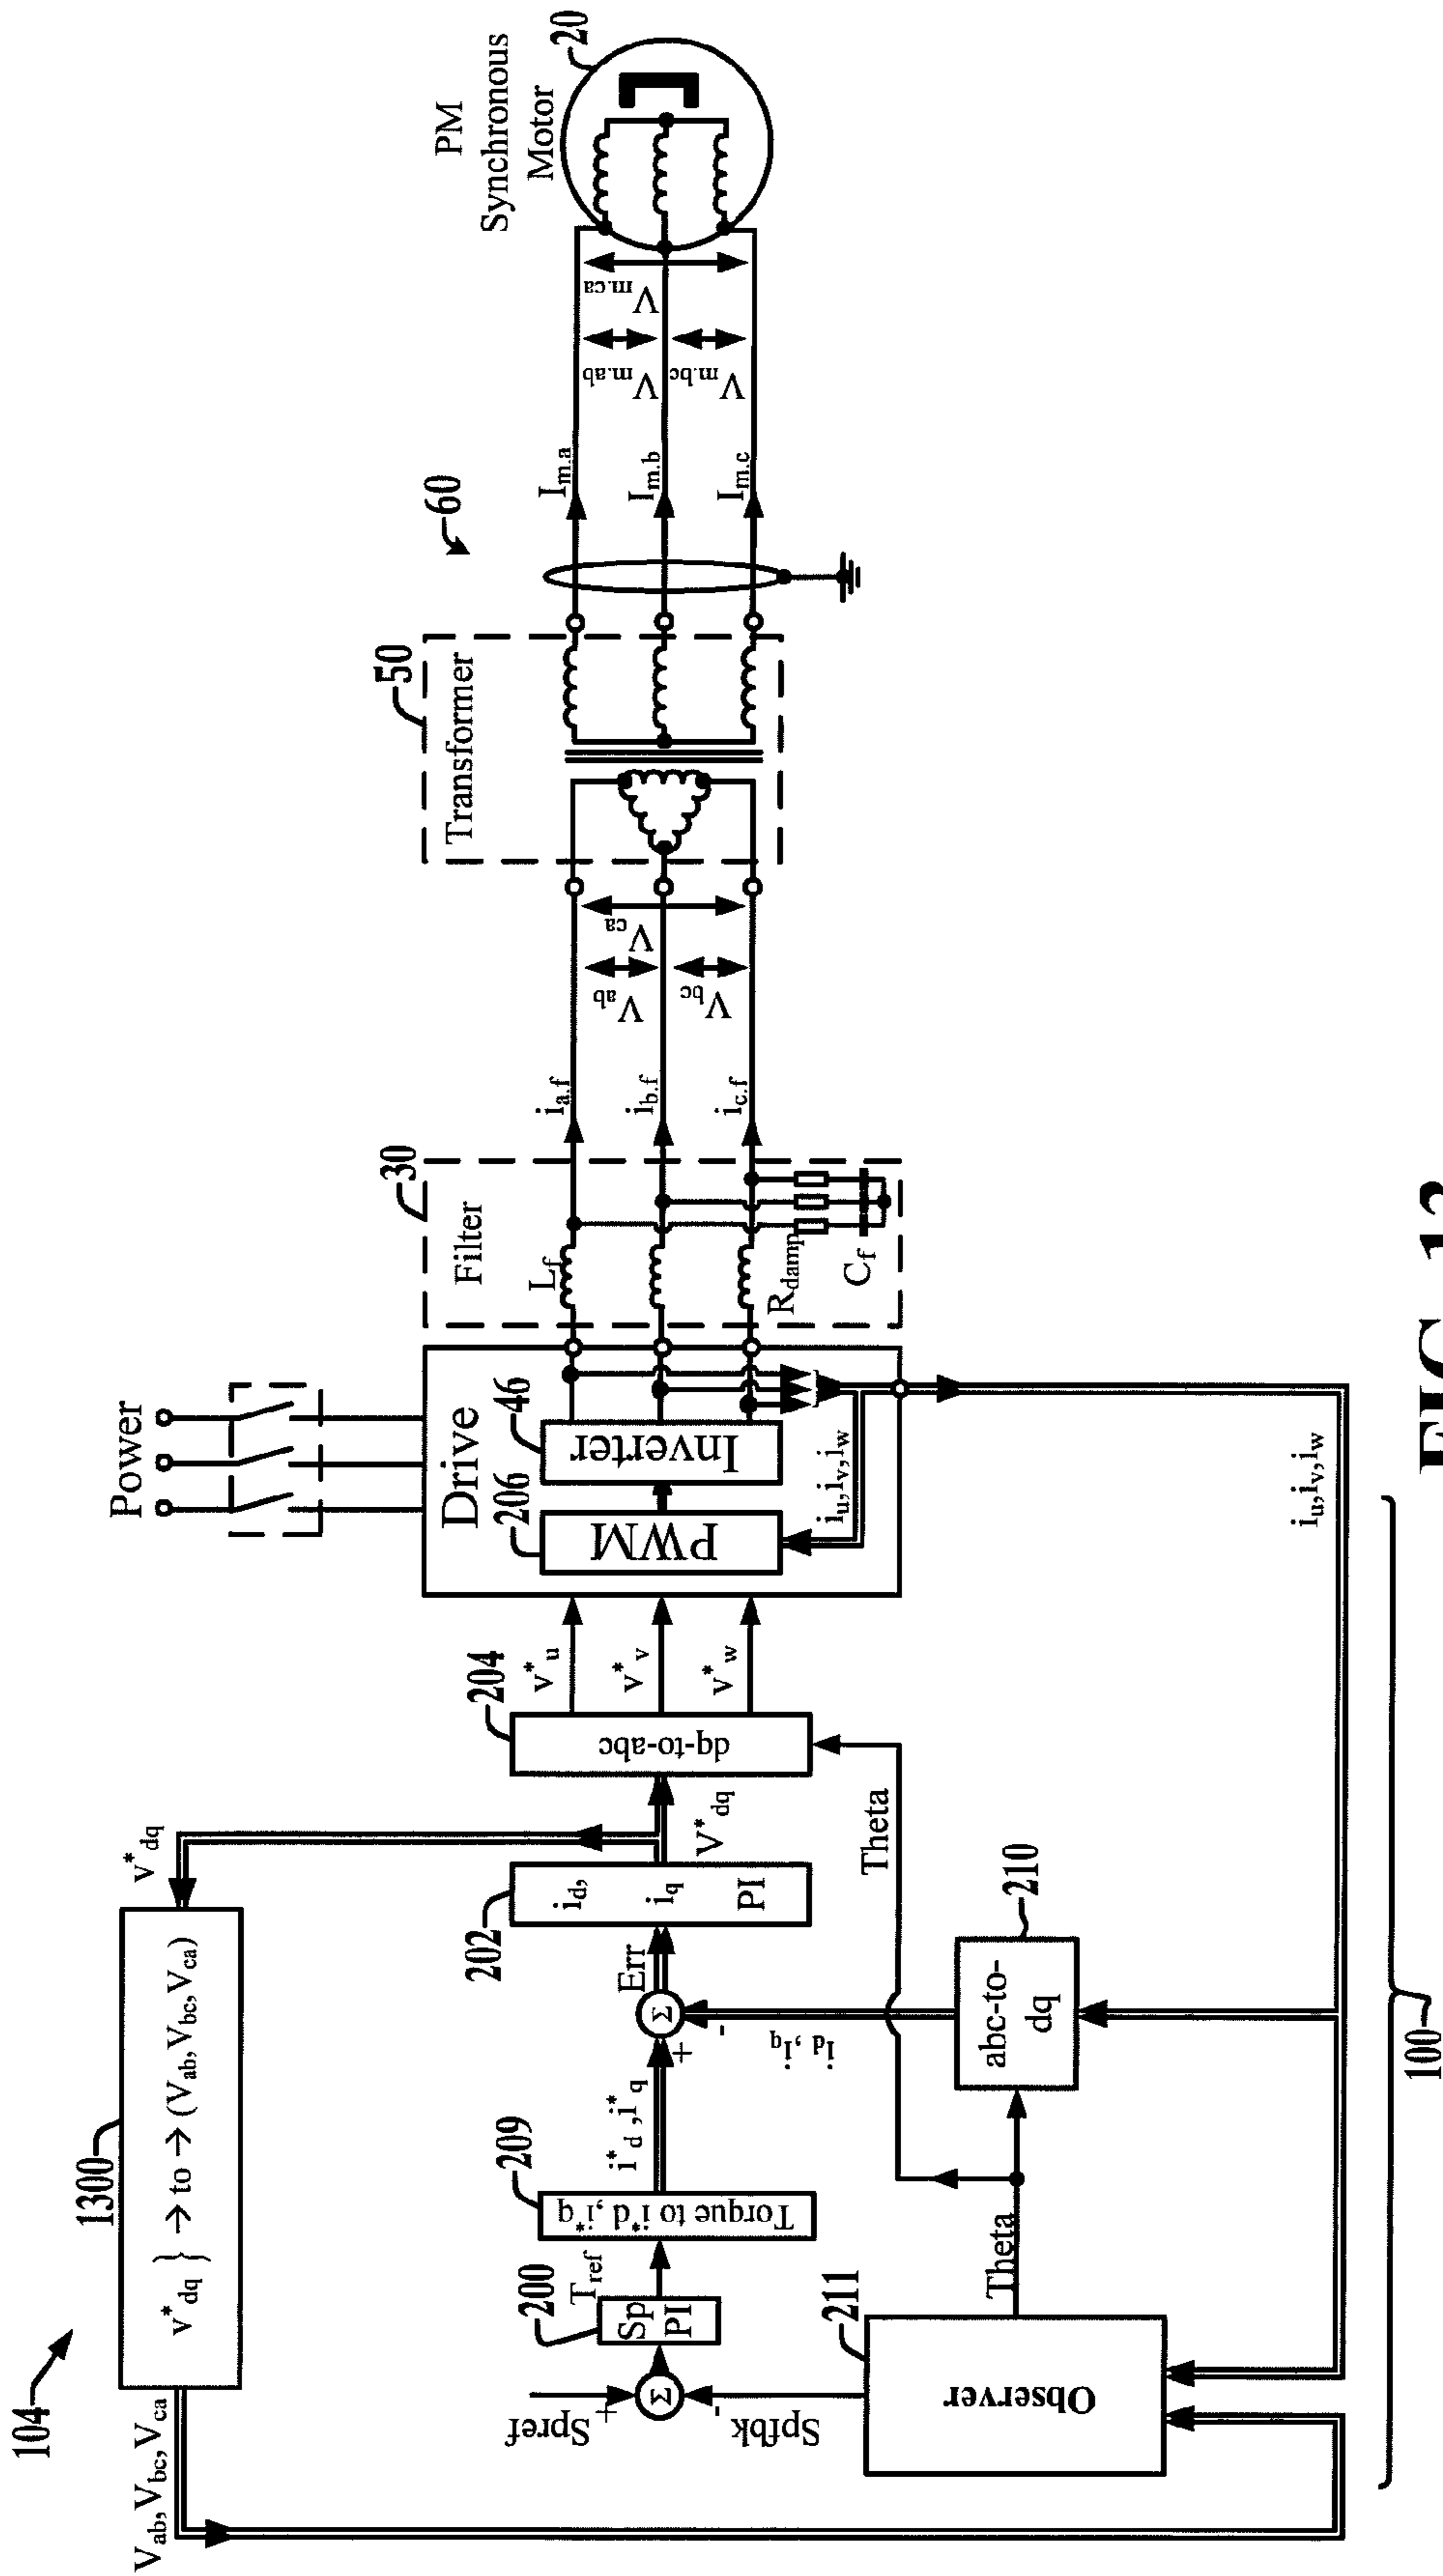 104
1300
v*dq } → to → (Vab, Vbc, Vca)
Vab, Vbc, Vca
v*dq
Power
Spref
+
Σ
-
Spfbk
200
Sp
PI
Tref
209
Torque to i*d, i*q
i*d, i*q
+
Σ
-
Err
id, iq
202
id,
iq
PI
V*dq
204
dq-to-abc
v*u
v*v
v*w
Drive
206
PWM
46
Inverter
iu, iv, iw
30
Filter
Lf
Rdamp
Cf
ia.f
ib.f
ic.f
Vab
Vbc
Vca
50
Transformer
60
Im.a
Im.b
Im.c
Vm.ab
Vm.bc
Vm.ca
PM
Synchronous
Motor
20
211
Observer
Theta
Theta
210
abc-to-
dq
iu, iv, iw
100